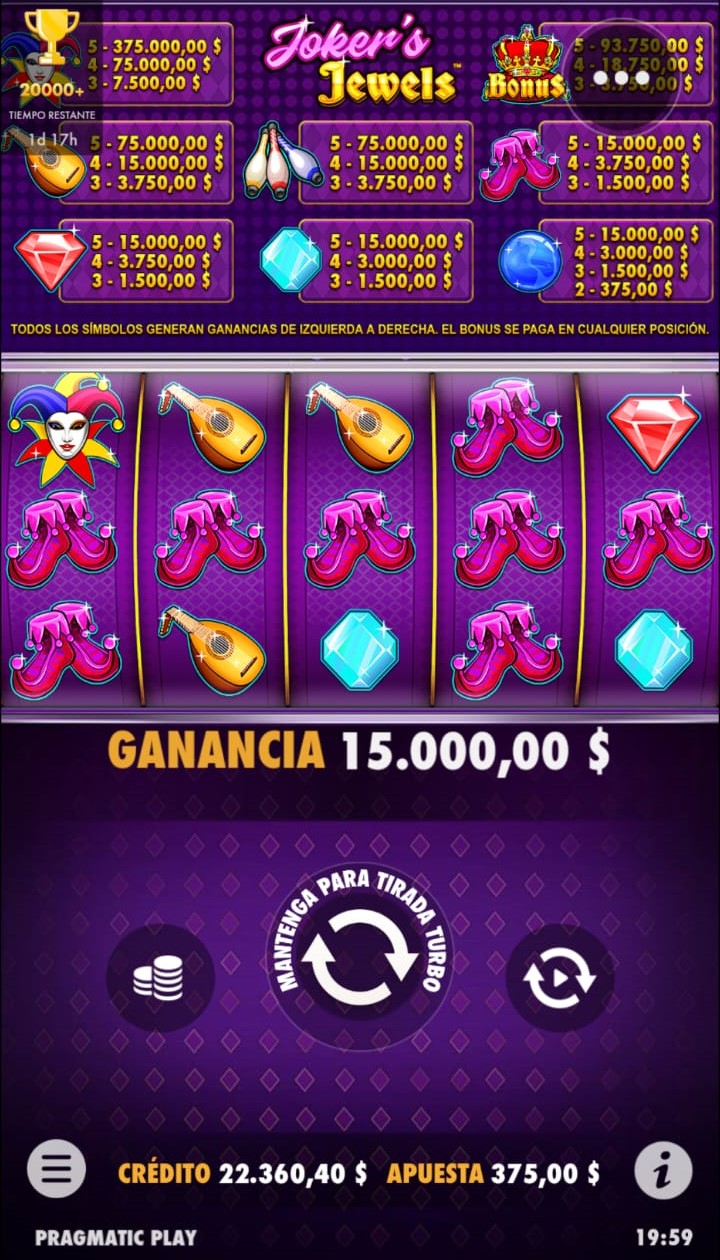 20000+
TIEMPO RESTANTE
1d 17h
5 - 375.000,00 $
4 - 75.000,00 $
3 - 7.500,00 $
Joker's
Jewels™
Bonus
5 - 93.750,00 $
4 - 18.750,00 $
3 - 3.750,00 $
5 - 75.000,00 $
4 - 15.000,00 $
3 - 3.750,00 $
5 - 75.000,00 $
4 - 15.000,00 $
3 - 3.750,00 $
5 - 15.000,00 $
4 - 3.750,00 $
3 - 1.500,00 $
5 - 15.000,00 $
4 - 3.750,00 $
3 - 1.500,00 $
5 - 15.000,00 $
4 - 3.000,00 $
3 - 1.500,00 $
5 - 15.000,00 $
4 - 3.000,00 $
3 - 1.500,00 $
2 - 375,00 $
TODOS LOS SÍMBOLOS GENERAN GANANCIAS DE IZQUIERDA A DERECHA. EL BONUS SE PAGA EN CUALQUIER POSICIÓN.
GANANCIA 15.000,00 $
MANTENGA PARA TIRADA TURBO
CRÉDITO 22.360,40 $ APUESTA 375,00 $
PRAGMATIC PLAY
19:59